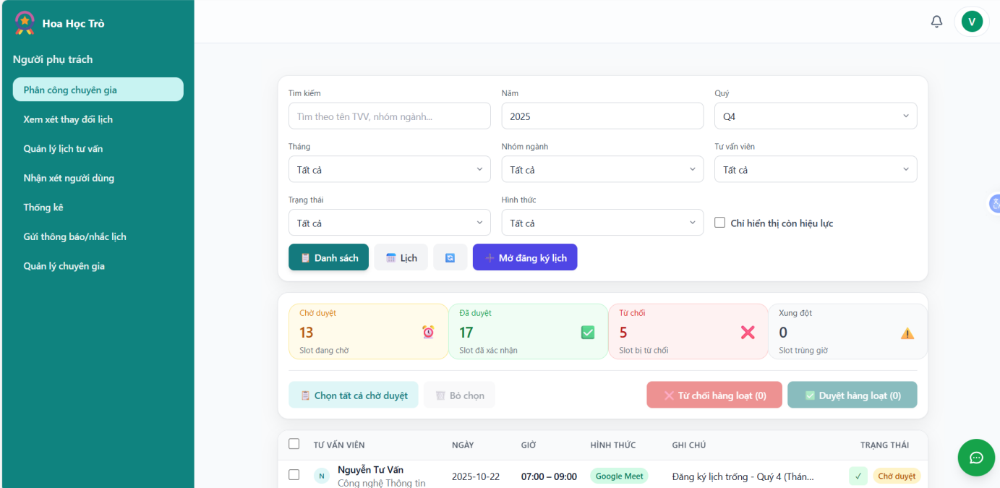 Hoa Học Trò
V
Người phụ trách
Phân công chuyên gia
Xem xét thay đổi lịch
Quản lý lịch tư vấn
Nhận xét người dùng
Thống kê
Gửi thông báo/nhắc lịch
Quản lý chuyên gia
Tìm kiếm Năm Quý
Tìm theo tên TVV, nhóm ngành... 2025 Q4
Tháng Nhóm ngành Tư vấn viên
Tất cả Tất cả Tất cả
Trạng thái Hình thức
Tất cả Tất cả Chỉ hiển thị còn hiệu lực
Danh sách Lịch Mở đăng ký lịch
Chờ duyệt Đã duyệt Từ chối Xung đột
13 17 5 0
Slot đang chờ Slot đã xác nhận Slot bị từ chối Slot trùng giờ
Chọn tất cả chờ duyệt Bỏ chọn Từ chối hàng loạt (0) Duyệt hàng loạt (0)
TƯ VẤN VIÊN NGÀY GIỜ HÌNH THỨC GHI CHÚ TRẠNG THÁI
N Nguyễn Tư Vấn 2025-10-22 07:00 – 09:00 Google Meet Đăng ký lịch trống - Quý 4 (Thán... ✓ Chờ duyệt
Công nghệ Thông tin